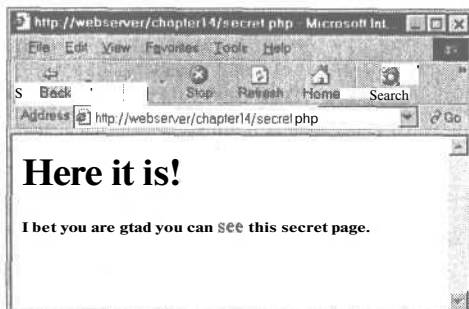 http://webserver/chapter14/secret php - Microsoft Int...
File Edit View Favorites Tools Help
S Back Stop Refresh Home Search
Address http://webserver/chapter14/secret php Go
Here it is!
I bet you are gtad you can see this secret page.